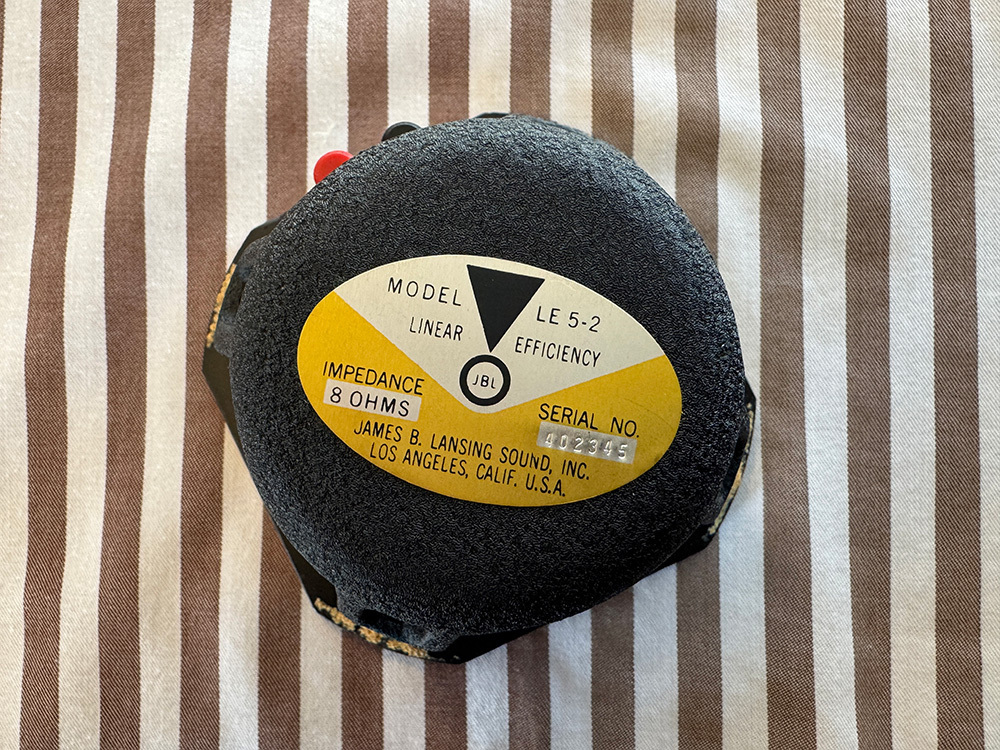 MODEL LE 5-2
LINEAR EFFICIENCY
JBL
IMPEDANCE
8 OHMS
SERIAL NO.
402345
JAMES B. LANSING SOUND, INC.
LOS ANGELES, CALIF. U.S.A.